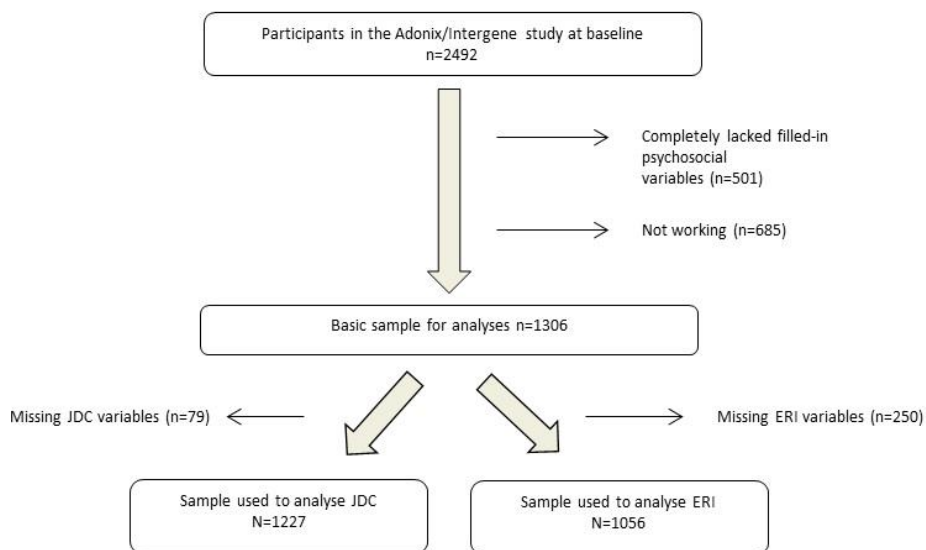 Participants in the Adonix/Intergene study at baseline
n=2492
Completely lacked filled-in
psychosocial
variables (n=501)
Not working (n=685)
Basic sample for analyses n=1306
Missing JDC variables (n=79)
Missing ERI variables (n=250)
Sample used to analyse JDC
N=1227
Sample used to analyse ERI
N=1056